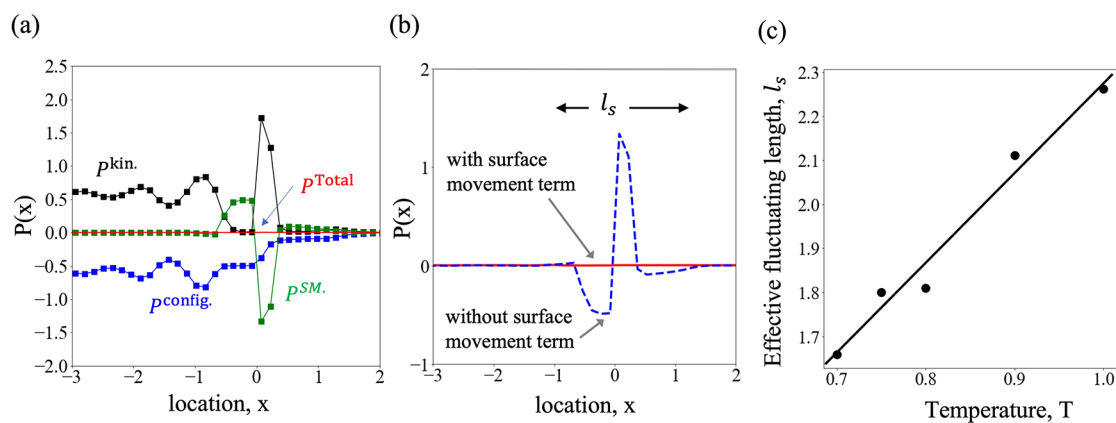 (a)
P(x)
2.5
2.0
1.5
1.0
0.5
0.0
−0.5
−1.0
−1.5
−2.0
P^kin.
P^Total
P^config.
P^SM.
−3 −2 −1 0 1 2
location, x
(b)
P(x)
2
1
0
−1
l_s
with surface
movement term
without surface
movement term
−3 −2 −1 0 1 2
location, x
(c)
Effective fluctuating length, l_s
2.3
2.2
2.1
2.0
1.9
1.8
1.7
0.7 0.8 0.9 1.0
Temperature, T